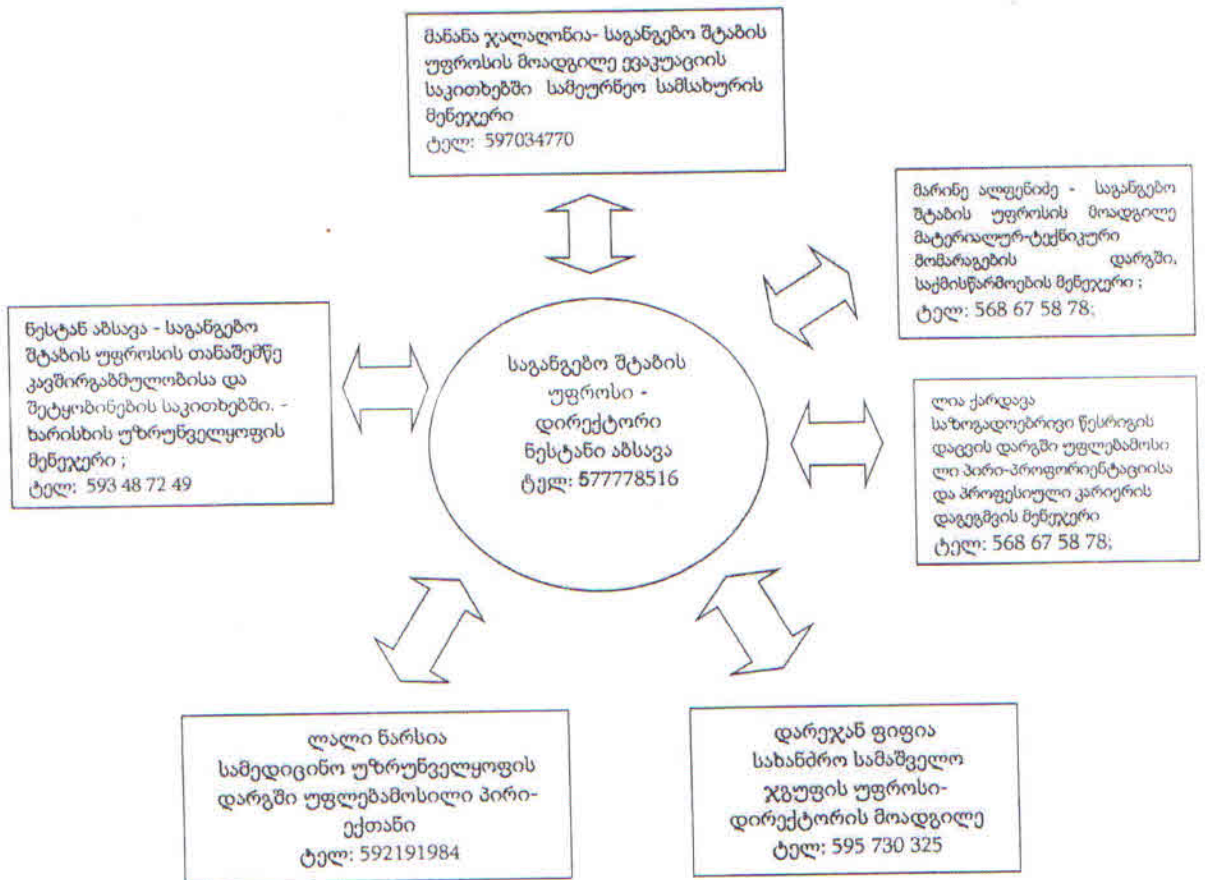 მანანა ჯალაღონია- საგანგებო შტაბის
უფროსის მოადგილე ევაკუაციის
საკითხებში სამეურნეო სამსახურის
მენეჯერი
ტელ: 597034770
მარინე ალფენიძე - საგანგებო
შტაბის უფროსის მოადგილე
მატერიალურ-ტექნიკური
მომარაგების დარგში,
საქმისწარმოების მენეჯერი ;
ტელ: 568 67 58 78;
ნესტან აბსავა - საგანგებო
შტაბის უფროსის თანაშემწე
კავშირგაბმულობისა და
შეტყობინების საკითხებში. -
ხარისხის უზრუნველყოფის
მენეჯერი ;
ტელ: 593 48 72 49
საგანგებო შტაბის
უფროსი -
დირექტორი
ნესტანი აბსავა
ტელ: 577778516
ლია ქარდავა
საზოგადოებრივი წესრიგის
დაცვის დარგში უფლებამოსი
ლი პირი-პროფორიენტაციისა
და პროფესიული კარიერის
დაგეგმვის მენეჯერი
ტელ: 568 67 58 78;
ლალი ნარსია
სამედიცინო უზრუნველყოფის
დარგში უფლებამოსილი პირი-
ექთანი
ტელ: 592191984
დარეჯან ფიფია
სახანძრო სამაშველო
ჯგუფის უფროსი-
დირექტორის მოადგილე
ტელ: 595 730 325